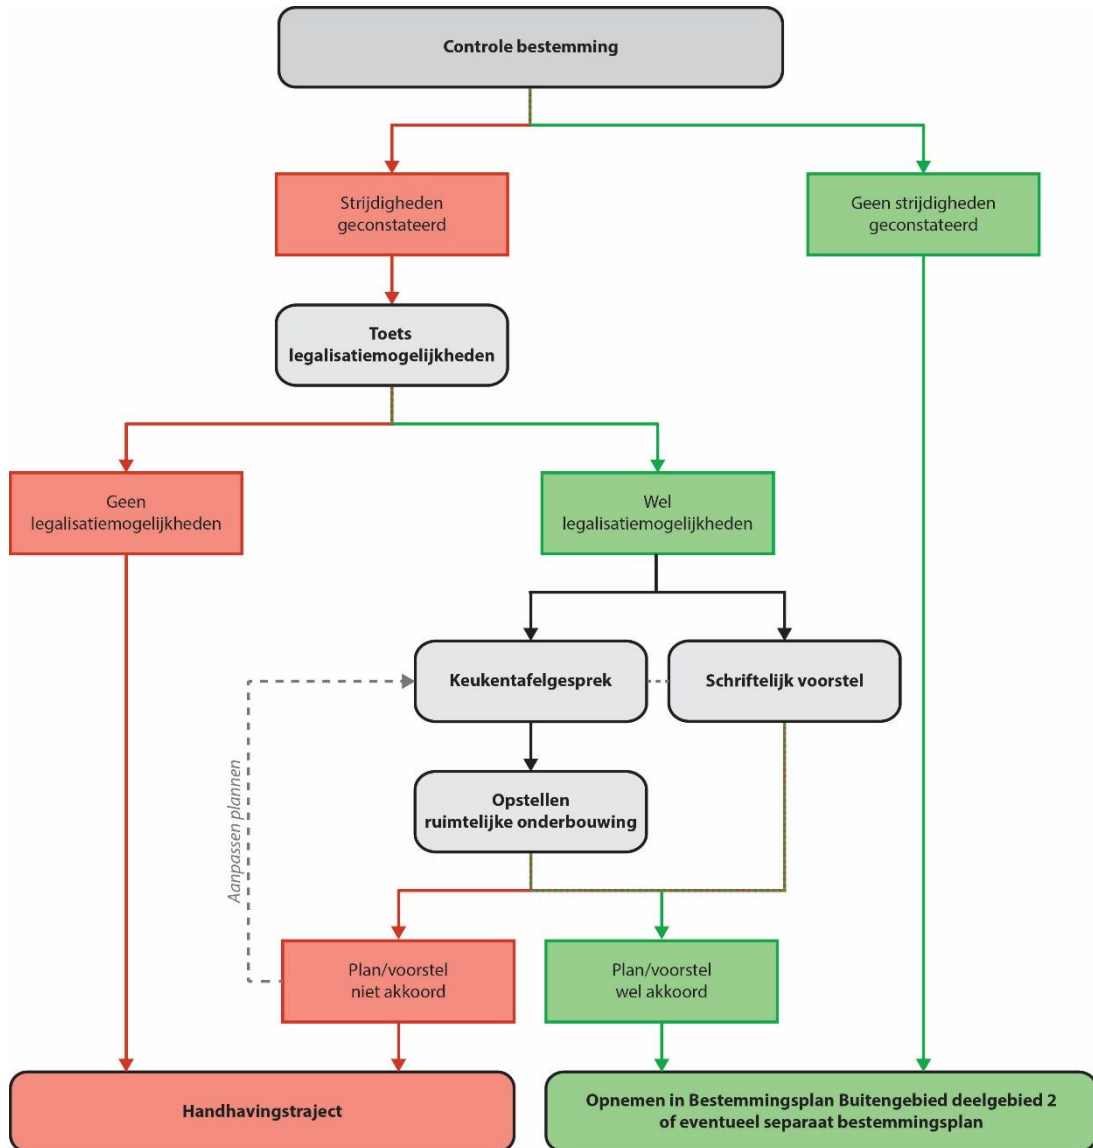 Controle bestemming
Strijdigheden
geconstateerd
Geen strijdigheden
geconstateerd
Toets
legalisatiemogelijkheden
Geen
legalisatiemogelijkheden
Wel
legalisatiemogelijkheden
Keukentafelgesprek
Schriftelijk voorstel
Aanpassen plannen
Opstellen
ruimtelijke onderbouwing
Plan/voorstel
niet akkoord
Plan/voorstel
wel akkoord
Handhavingstraject
Opnemen in Bestemmingsplan Buitengebied deelgebied 2
of eventueel separaat bestemmingsplan